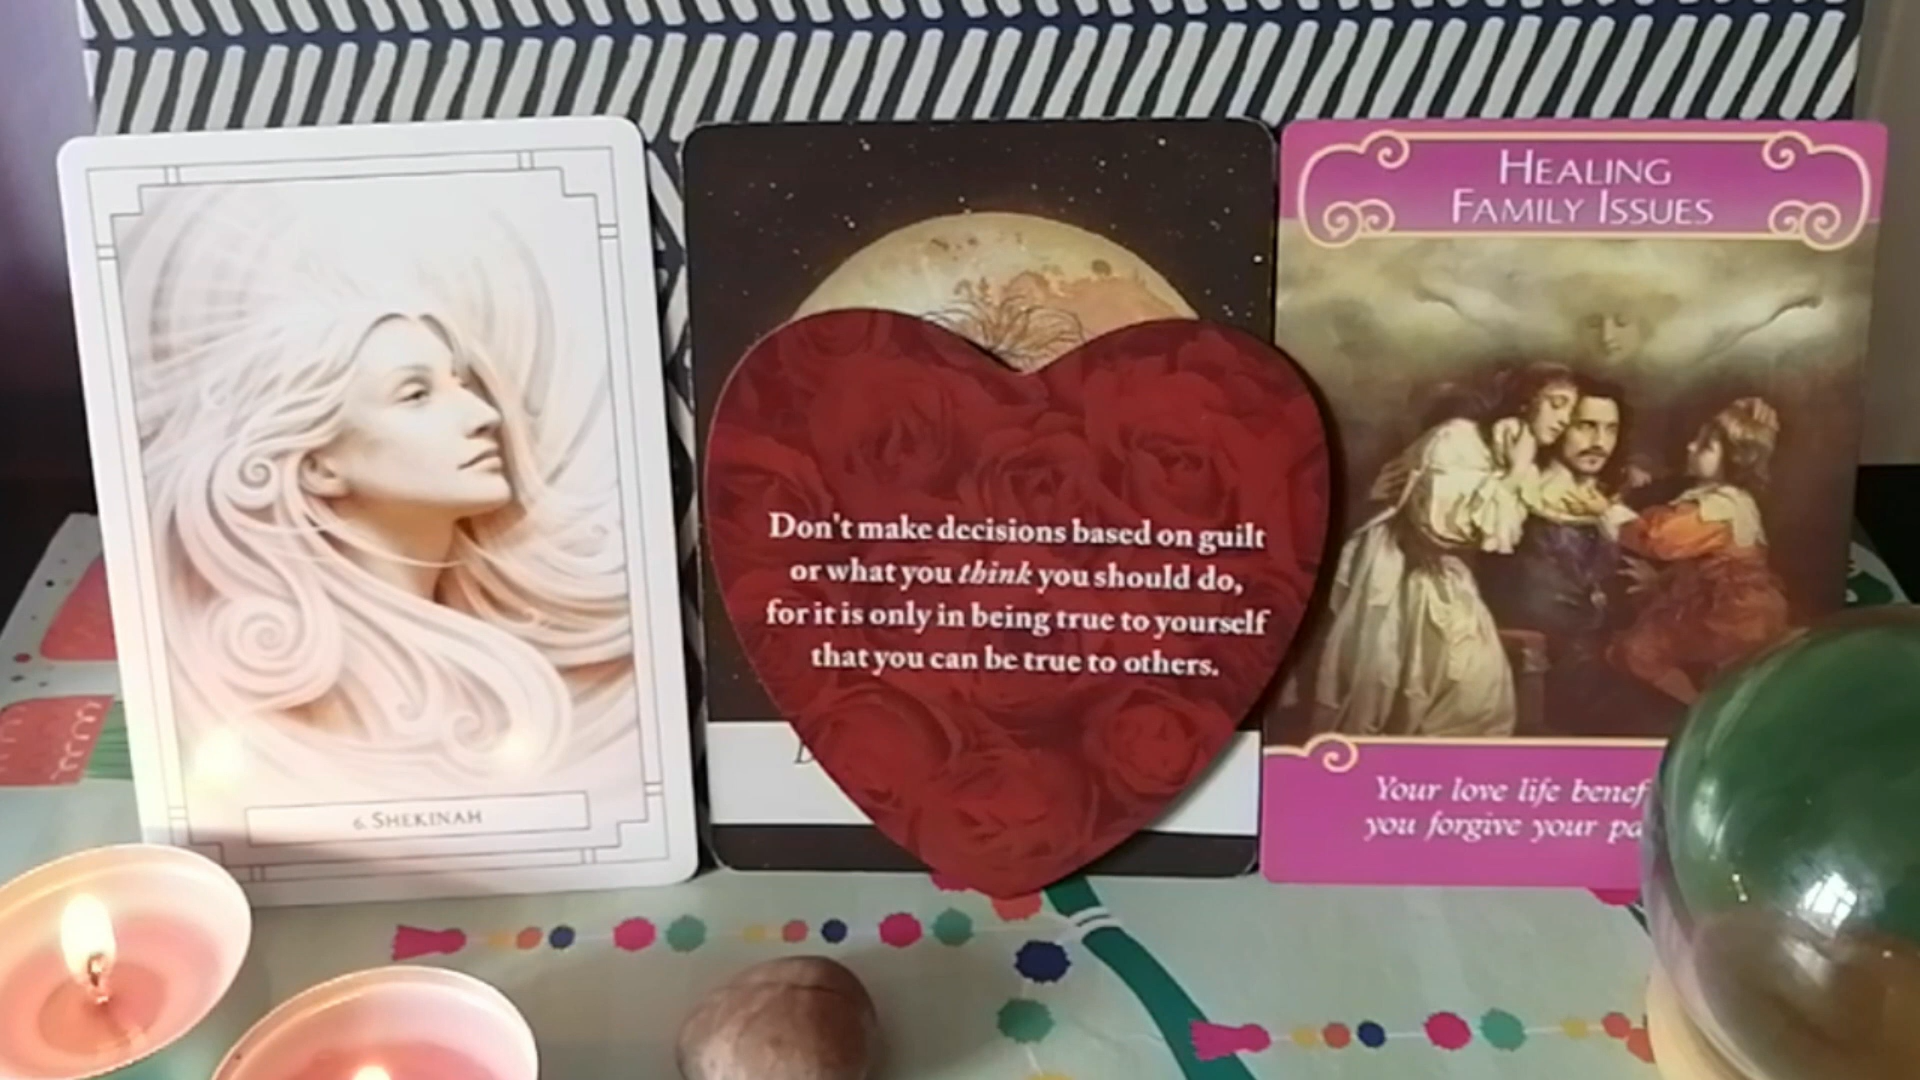 6. SHEKINAH
Don't make decisions based on guilt
or what you think you should do,
for it is only in being true to yourself
that you can be true to others.
HEALING
FAMILY ISSUES
Your love life
you forgive your